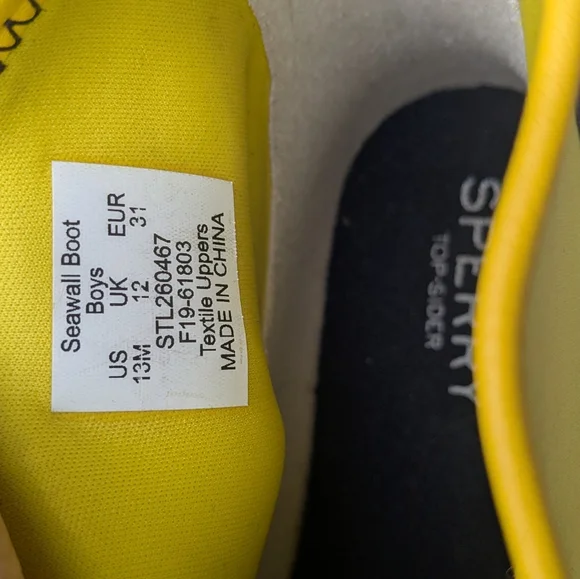 Seawall Boot
Boys
US UK EUR
13M 12 31
STL260467
F19-61803
Textile Uppers
MADE IN CHINA
SPERRY
TOP-SIDER